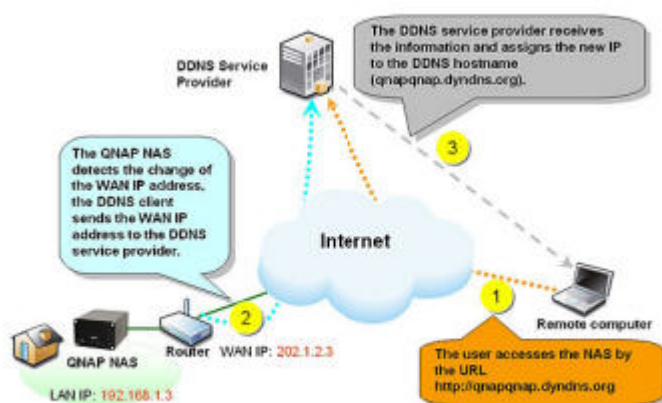 DDNS Service
Provider
The DDNS service provider receives
the information and assigns the new IP
to the DDNS hostname
(qnapqnap.dyndns.org).
3
The QNAP NAS
detects the change of
the WAN IP address,
the DDNS client
sends the WAN IP
address to the DDNS
service provider.
Internet
1
2
Remote computer
QNAP NAS
Router
WAN IP: 202.1.2.3
LAN IP: 192.168.1.3
The user accesses the NAS by
the URL
http://qnapqnap.dyndns.org